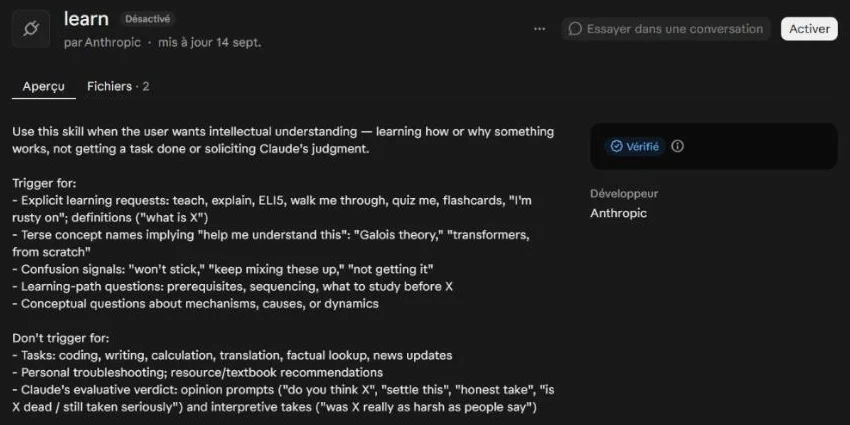 learn Désactivé
par Anthropic · mis à jour 14 sept.
··· Essayer dans une conversation Activer
Aperçu Fichiers · 2
Use this skill when the user wants intellectual understanding — learning how or why something
works, not getting a task done or soliciting Claude's judgment.
Trigger for:
- Explicit learning requests: teach, explain, ELI5, walk me through, quiz me, flashcards, "I'm
rusty on"; definitions ("what is X")
- Terse concept names implying "help me understand this": "Galois theory," "transformers,
from scratch"
- Confusion signals: "won't stick," "keep mixing these up," "not getting it"
- Learning-path questions: prerequisites, sequencing, what to study before X
- Conceptual questions about mechanisms, causes, or dynamics
Don't trigger for:
- Tasks: coding, writing, calculation, translation, factual lookup, news updates
- Personal troubleshooting; resource/textbook recommendations
- Claude's evaluative verdict: opinion prompts ("do you think X", "settle this", "honest take", "is
X dead / still taken seriously") and interpretive takes ("was X really as harsh as people say")
Vérifié
Développeur
Anthropic